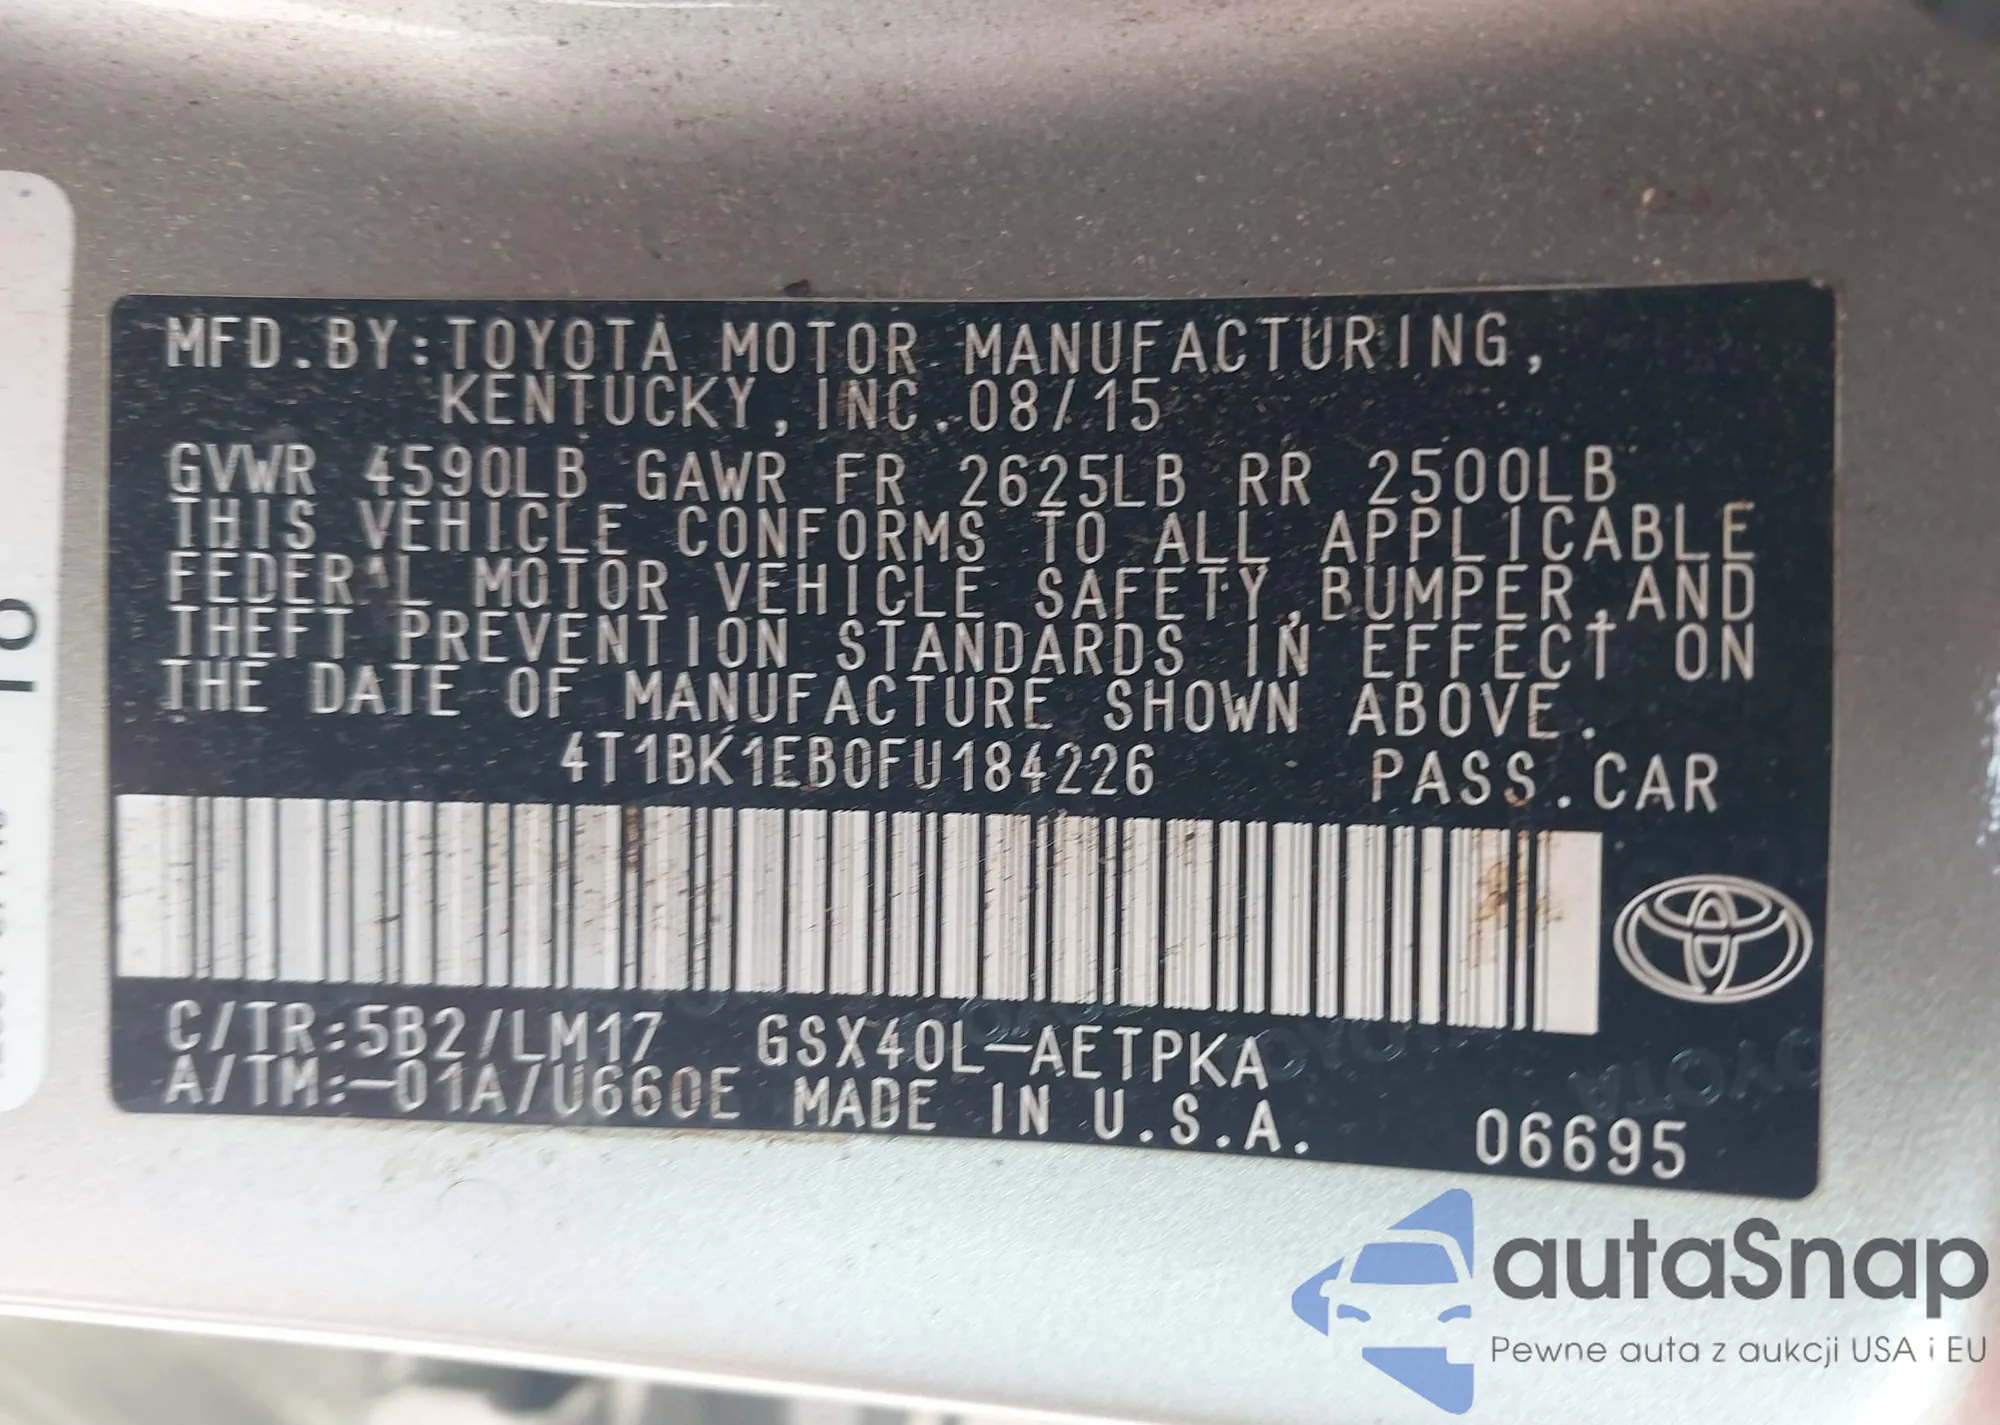 MFD.BY:TOYOTA MOTOR MANUFACTURING,
KENTUCKY, INC. 08/15
GVWR 4590LB GAWR FR 2625LB RR 2500LB
THIS VEHICLE CONFORMS TO ALL APPLICABLE
FEDERAL MOTOR VEHICLE SAFETY, BUMPER, AND
THEFT PREVENTION STANDARDS IN EFFECT ON
THE DATE OF MANUFACTURE SHOWN ABOVE.
4T1BK1EB0FU184226 PASS.CAR
C/TR:5B2/LM17 GSX40L-AETPKA
A/TM:-01A/U660E MADE IN U.S.A. 06695
autaSnap
Pewne auta z aukcji USA i EU